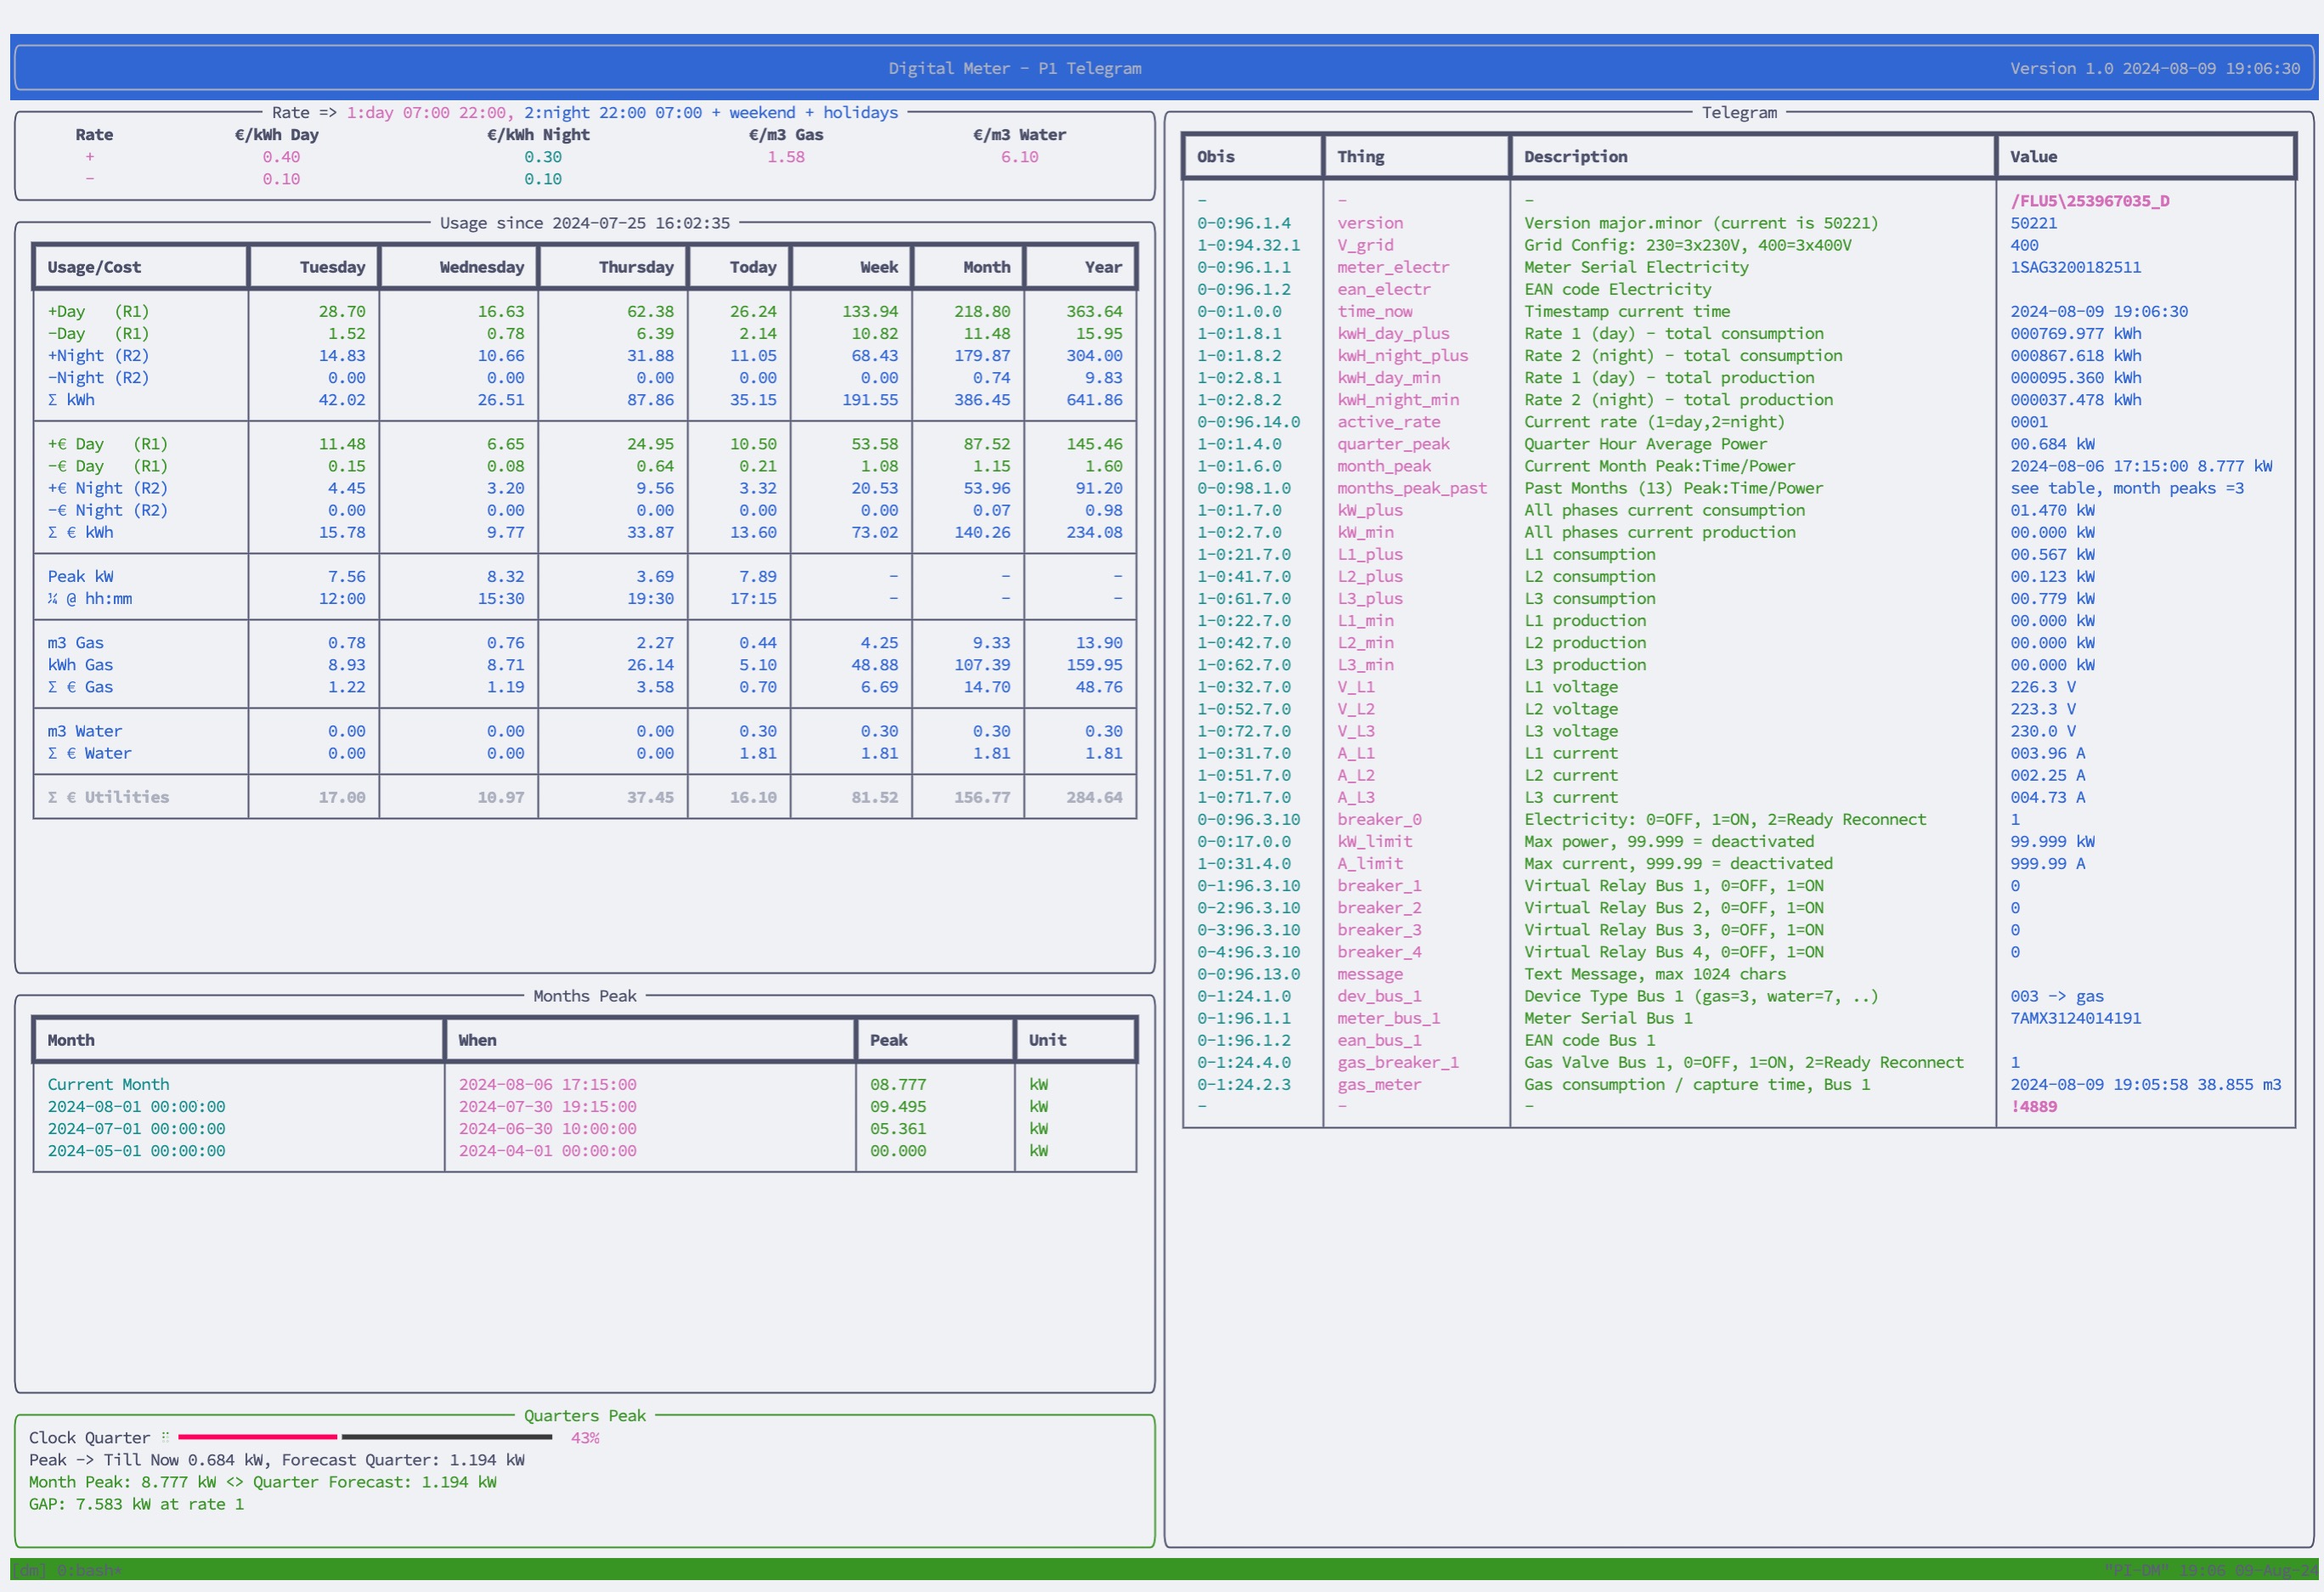 Digital Meter - P1 Telegram Version 1.0 2024-08-09 19:06:30
Rate => 1:day 07:00 22:00, 2:night 22:00 07:00 + weekend + holidays
Rate €/kWh Day €/kWh Night €/m3 Gas €/m3 Water
+ 0.40 0.30 1.58 6.10
- 0.10 0.10
Usage since 2024-07-25 16:02:35
Usage/Cost Tuesday Wednesday Thursday Today Week Month Year
+Day (R1) 28.70 16.63 62.38 26.24 133.94 218.80 363.64
-Day (R1) 1.52 0.78 6.39 2.14 10.82 11.48 15.95
+Night (R2) 14.83 10.66 31.88 11.05 68.43 179.87 304.00
-Night (R2) 0.00 0.00 0.00 0.00 0.00 0.74 9.83
Σ kWh 42.02 26.51 87.86 35.15 191.55 386.45 641.86
+€ Day (R1) 11.48 6.65 24.95 10.50 53.58 87.52 145.46
-€ Day (R1) 0.15 0.08 0.64 0.21 1.08 1.15 1.60
+€ Night (R2) 4.45 3.20 9.56 3.32 20.53 53.96 91.20
-€ Night (R2) 0.00 0.00 0.00 0.00 0.00 0.07 0.98
Σ € kWh 15.78 9.77 33.87 13.60 73.02 140.26 234.08
Peak kW 7.56 8.32 3.69 7.89 - - -
¼ @ hh:mm 12:00 15:30 19:30 17:15 - - -
m3 Gas 0.78 0.76 2.27 0.44 4.25 9.33 13.90
kWh Gas 8.93 8.71 26.14 5.10 48.88 107.39 159.95
Σ € Gas 1.22 1.19 3.58 0.70 6.69 14.70 48.76
m3 Water 0.00 0.00 0.00 0.30 0.30 0.30 0.30
Σ € Water 0.00 0.00 0.00 1.81 1.81 1.81 1.81
Σ € Utilities 17.00 10.97 37.45 16.10 81.52 156.77 284.64
Months Peak
Month When Peak Unit
Current Month 2024-08-06 17:15:00 08.777 kW
2024-08-01 00:00:00 2024-07-30 19:15:00 09.495 kW
2024-07-01 00:00:00 2024-06-30 10:00:00 05.361 kW
2024-05-01 00:00:00 2024-04-01 00:00:00 00.000 kW
Quarters Peak
Clock Quarter 43%
Peak -> Till Now 0.684 kW, Forecast Quarter: 1.194 kW
Month Peak: 8.777 kW <> Quarter Forecast: 1.194 kW
GAP: 7.583 kW at rate 1
Telegram
Obis Thing Description Value
- - - /FLU5\253967035_D
0-0:96.1.4 version Version major.minor (current is 50221) 50221
1-0:94.32.1 V_grid Grid Config: 230=3x230V, 400=3x400V 400
0-0:96.1.1 meter_electr Meter Serial Electricity 1SAG3200182511
0-0:96.1.2 ean_electr EAN code Electricity
0-0:1.0.0 time_now Timestamp current time 2024-08-09 19:06:30
1-0:1.8.1 kwH_day_plus Rate 1 (day) - total consumption 000769.977 kWh
1-0:1.8.2 kwH_night_plus Rate 2 (night) - total consumption 000867.618 kWh
1-0:2.8.1 kwH_day_min Rate 1 (day) - total production 000095.360 kWh
1-0:2.8.2 kwH_night_min Rate 2 (night) - total production 000037.478 kWh
0-0:96.14.0 active_rate Current rate (1=day,2=night) 0001
1-0:1.4.0 quarter_peak Quarter Hour Average Power 00.684 kW
1-0:1.6.0 month_peak Current Month Peak:Time/Power 2024-08-06 17:15:00 8.777 kW
0-0:98.1.0 months_peak_past Past Months (13) Peak:Time/Power see table, month peaks =3
1-0:1.7.0 kW_plus All phases current consumption 01.470 kW
1-0:2.7.0 kW_min All phases current production 00.000 kW
1-0:21.7.0 L1_plus L1 consumption 00.567 kW
1-0:41.7.0 L2_plus L2 consumption 00.123 kW
1-0:61.7.0 L3_plus L3 consumption 00.779 kW
1-0:22.7.0 L1_min L1 production 00.000 kW
1-0:42.7.0 L2_min L2 production 00.000 kW
1-0:62.7.0 L3_min L3 production 00.000 kW
1-0:32.7.0 V_L1 L1 voltage 226.3 V
1-0:52.7.0 V_L2 L2 voltage 223.3 V
1-0:72.7.0 V_L3 L3 voltage 230.0 V
1-0:31.7.0 A_L1 L1 current 003.96 A
1-0:51.7.0 A_L2 L2 current 002.25 A
1-0:71.7.0 A_L3 L3 current 004.73 A
0-0:96.3.10 breaker_0 Electricity: 0=OFF, 1=ON, 2=Ready Reconnect 1
0-0:17.0.0 kW_limit Max power, 99.999 = deactivated 99.999 kW
1-0:31.4.0 A_limit Max current, 999.99 = deactivated 999.99 A
0-1:96.3.10 breaker_1 Virtual Relay Bus 1, 0=OFF, 1=ON 0
0-2:96.3.10 breaker_2 Virtual Relay Bus 2, 0=OFF, 1=ON 0
0-3:96.3.10 breaker_3 Virtual Relay Bus 3, 0=OFF, 1=ON 0
0-4:96.3.10 breaker_4 Virtual Relay Bus 4, 0=OFF, 1=ON 0
0-0:96.13.0 message Text Message, max 1024 chars
0-1:24.1.0 dev_bus_1 Device Type Bus 1 (gas=3, water=7, ..) 003 -> gas
0-1:96.1.1 meter_bus_1 Meter Serial Bus 1 7AMX3124014191
0-1:96.1.2 ean_bus_1 EAN code Bus 1
0-1:24.4.0 gas_breaker_1 Gas Valve Bus 1, 0=OFF, 1=ON, 2=Ready Reconnect 1
0-1:24.2.3 gas_meter Gas consumption / capture time, Bus 1 2024-08-09 19:05:58 38.855 m3
- - - !4889
[dm] 0:bash* "PI-DM" 19:06 09-Aug-24